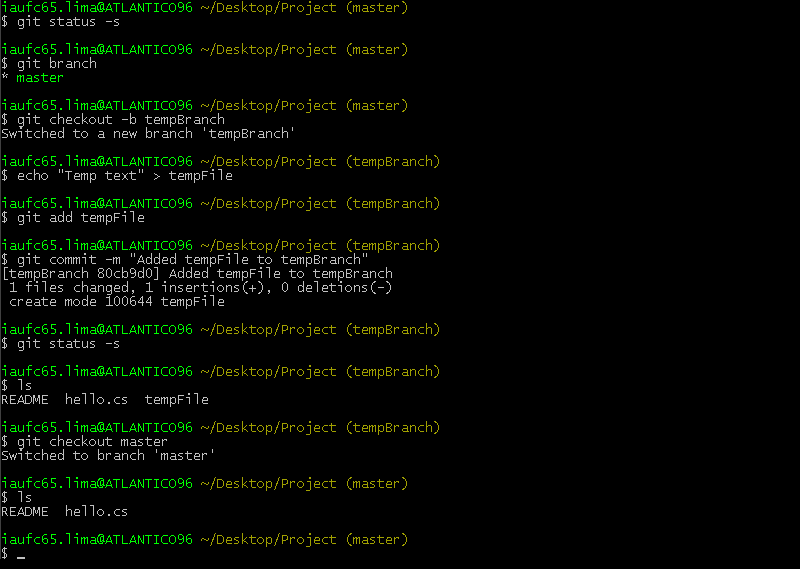 iaufc65.lima@ATLANTICO96 ~/Desktop/Project (master)
$ git status -s
iaufc65.lima@ATLANTICO96 ~/Desktop/Project (master)
$ git branch
* master
iaufc65.lima@ATLANTICO96 ~/Desktop/Project (master)
$ git checkout -b tempBranch
Switched to a new branch 'tempBranch'
iaufc65.lima@ATLANTICO96 ~/Desktop/Project (tempBranch)
$ echo "Temp text" > tempFile
iaufc65.lima@ATLANTICO96 ~/Desktop/Project (tempBranch)
$ git add tempFile
iaufc65.lima@ATLANTICO96 ~/Desktop/Project (tempBranch)
$ git commit -m "Added tempFile to tempBranch"
[tempBranch 80cb9d0] Added tempFile to tempBranch
 1 files changed, 1 insertions(+), 0 deletions(-)
 create mode 100644 tempFile
iaufc65.lima@ATLANTICO96 ~/Desktop/Project (tempBranch)
$ git status -s
iaufc65.lima@ATLANTICO96 ~/Desktop/Project (tempBranch)
$ ls
README  hello.cs  tempFile
iaufc65.lima@ATLANTICO96 ~/Desktop/Project (tempBranch)
$ git checkout master
Switched to branch 'master'
iaufc65.lima@ATLANTICO96 ~/Desktop/Project (master)
$ ls
README  hello.cs
iaufc65.lima@ATLANTICO96 ~/Desktop/Project (master)
$ _